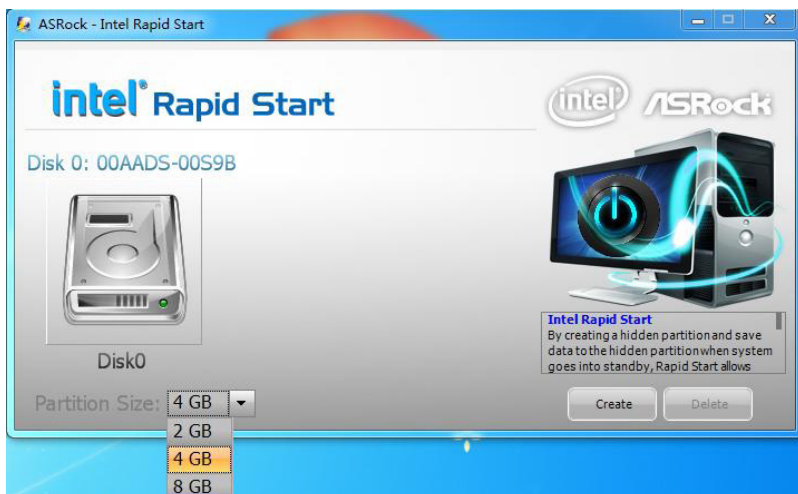 ASRock - Intel Rapid Start
intel® Rapid Start
intel® ASRock
Disk 0: 00AADS-00S9B
Disk0
Intel Rapid Start
By creating a hidden partition and save
data to the hidden partition when system
goes into standby, Rapid Start allows
Partition Size: 4 GB
Create Delete
2 GB
4 GB
8 GB